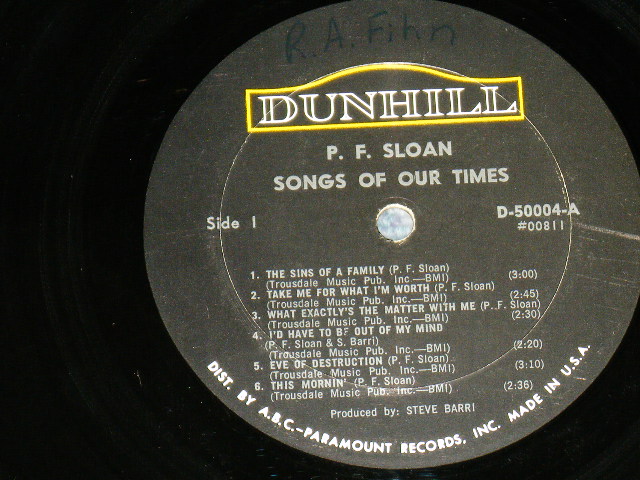 R.A. Fihn
DUNHILL
P. F. SLOAN
SONGS OF OUR TIMES
Side 1
D-50004-A
#00811
1. THE SINS OF A FAMILY (P. F. Sloan) (3:00)
(Trousdale Music Pub. Inc.—BMI)
2. TAKE ME FOR WHAT I'M WORTH (P. F. Sloan)
(Trousdale Music Pub. Inc.—BMI) (2:45)
3. WHAT EXACTLY'S THE MATTER WITH ME (P. F. Sloan)
(Trousdale Music Pub. Inc.—BMI) (2:30)
4. I'D HAVE TO BE OUT OF MY MIND
(P. F. Sloan & S. Barri) (2:20)
(Trousdale Music Pub. Inc.—BMI)
5. EVE OF DESTRUCTION (P. F. Sloan) (3:10)
(Trousdale Music Pub. Inc.—BMI)
6. THIS MORNIN' (P. F. Sloan) (2:36)
(Trousdale Music Pub. Inc.—BMI)
Produced by: STEVE BARRI
DIST. BY A.B.C.-PARAMOUNT RECORDS, INC. MADE IN U.S.A.